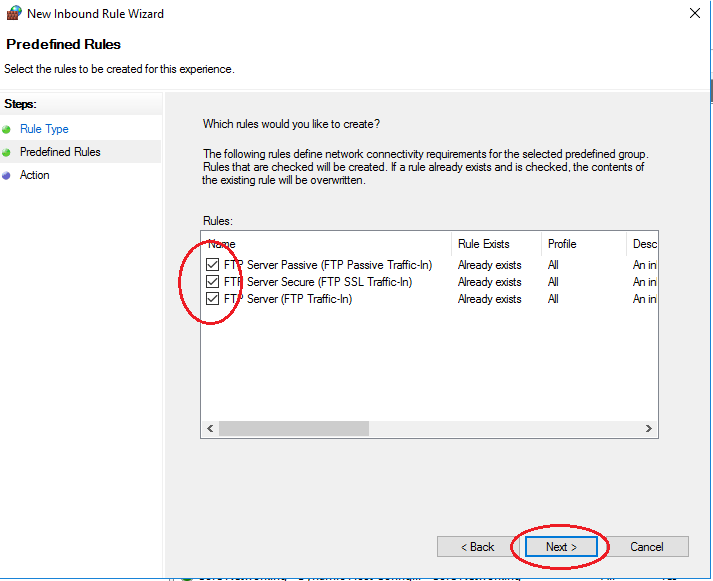 New Inbound Rule Wizard
Predefined Rules
Select the rules to be created for this experience.
Steps:
Rule Type
Predefined Rules
Action
Which rules would you like to create?
The following rules define network connectivity requirements for the selected predefined group.
Rules that are checked will be created. If a rule already exists and is checked, the contents of
the existing rule will be overwritten.
Rules:
Name Rule Exists Profile Desc
FTP Server Passive (FTP Passive Traffic-In) Already exists All An inl
FTP Server Secure (FTP SSL Traffic-In) Already exists All An inl
FTP Server (FTP Traffic-In) Already exists All An inl
< Back Next > Cancel